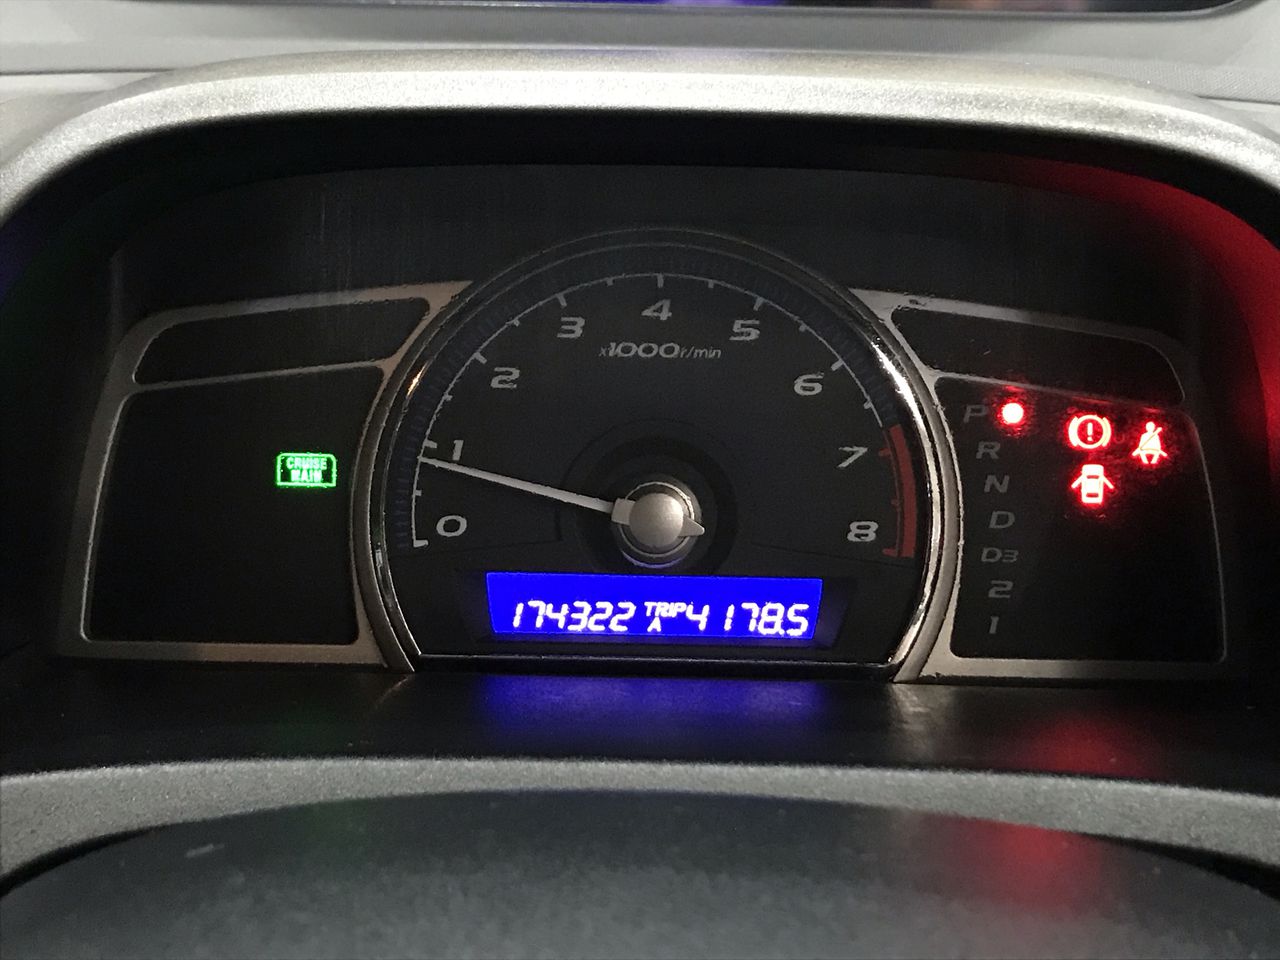 4
3
5
x1000r/min
2
6
P
1
7
R
CRUISE
MAIN
N
0
8
D
D3
2
174322 TRIP A 4178.5
1